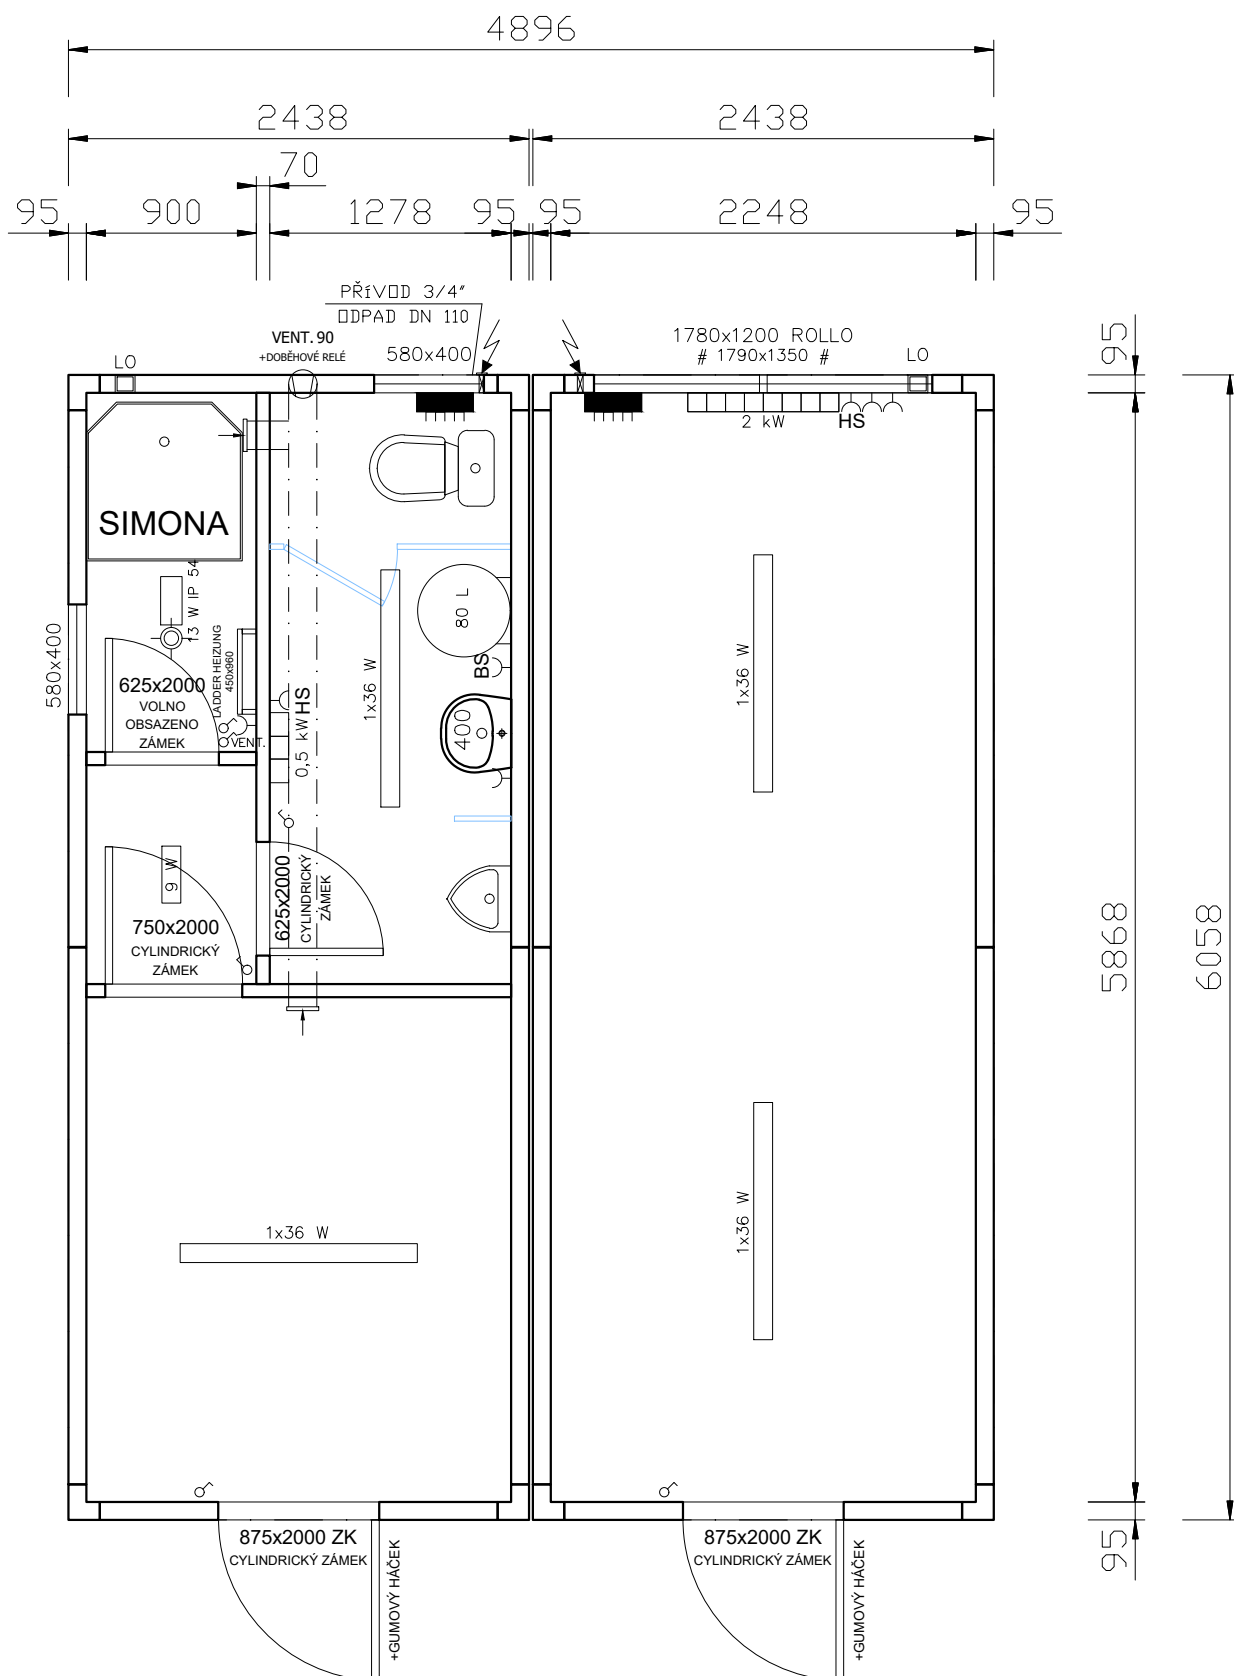 4896
2438
2438
70
95
900
1278
95
95
2248
95
PŘíVOD 3/4"
ODPAD DN 110
VENT. 90
+DOBĚHOVÉ RELÉ
580x400
1780x1200 ROLLO
# 1790x1350 #
LO
LO
95
2 kW
HS
SIMONA
13 W IP 54
80 L
580x400
LADDER HEIZUNG
450x960
625x2000
VOLNO
OBSAZENO
ZÁMEK
VENT.
HS
0,5 kW
1x36 W
BS
400
1x36 W
9 W
750x2000
CYLINDRICKÝ
ZÁMEK
625x2000
CYLINDRICKÝ
ZÁMEK
5868
6058
1x36 W
1x36 W
95
875x2000 ZK
CYLINDRICKÝ ZÁMEK
+GUMOVÝ HÁČEK
875x2000 ZK
CYLINDRICKÝ ZÁMEK
+GUMOVÝ HÁČEK